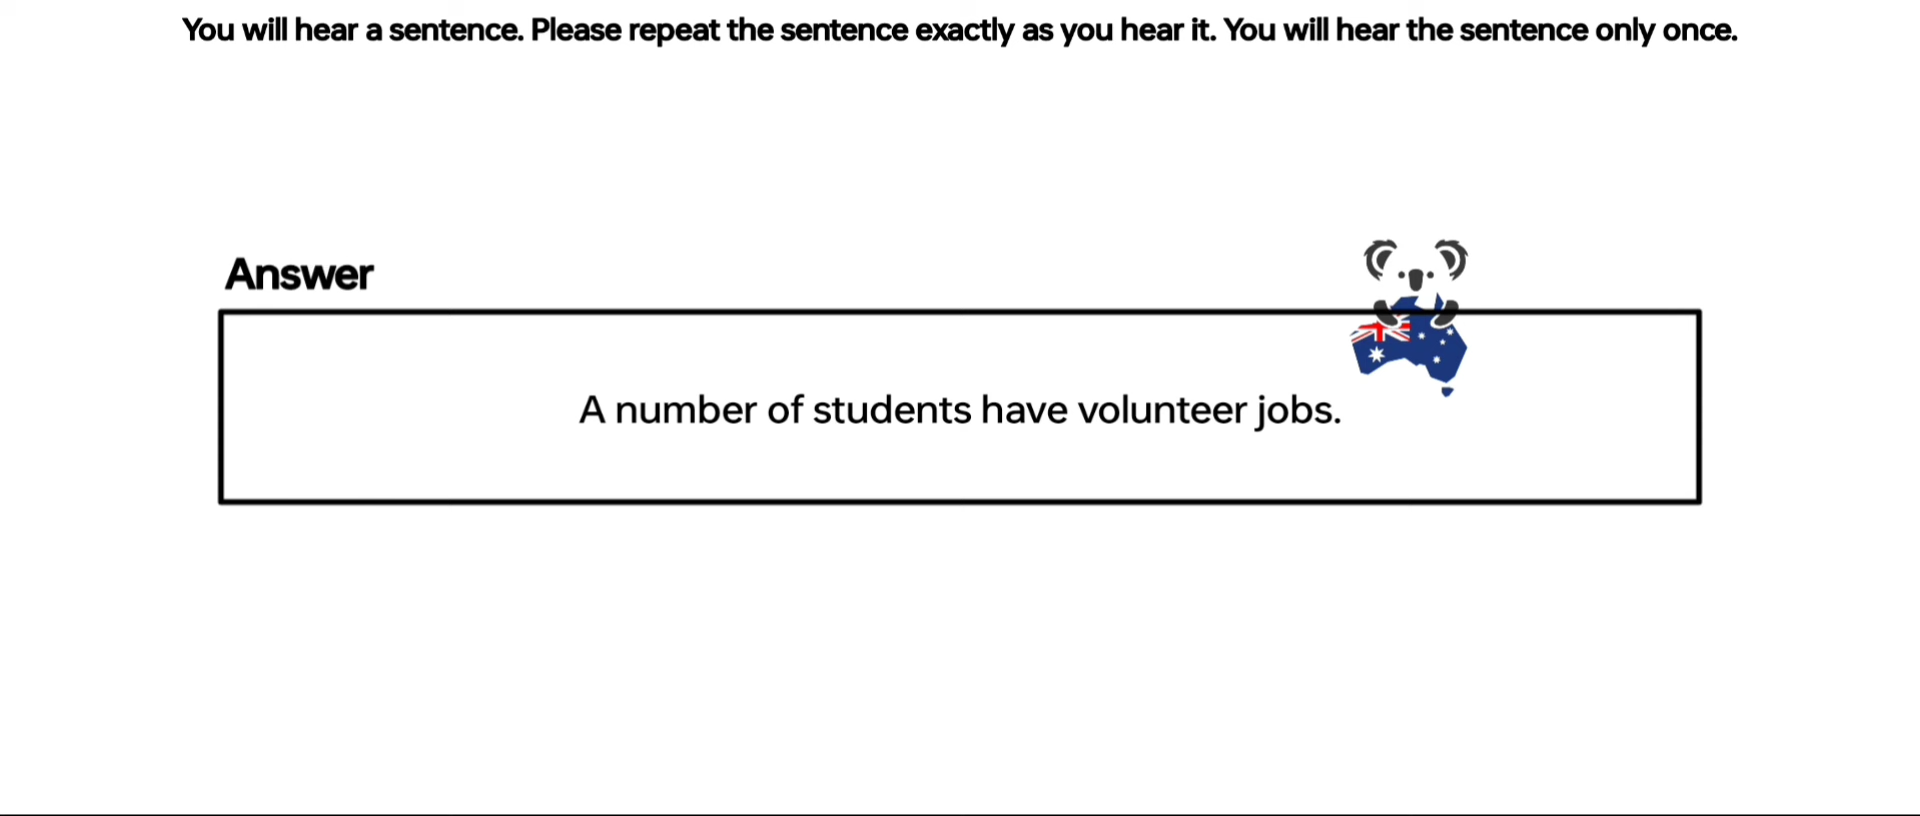 You will hear a sentence. Please repeat the sentence exactly as you hear it. You will hear the sentence only once.
Answer
A number of students have volunteer jobs.